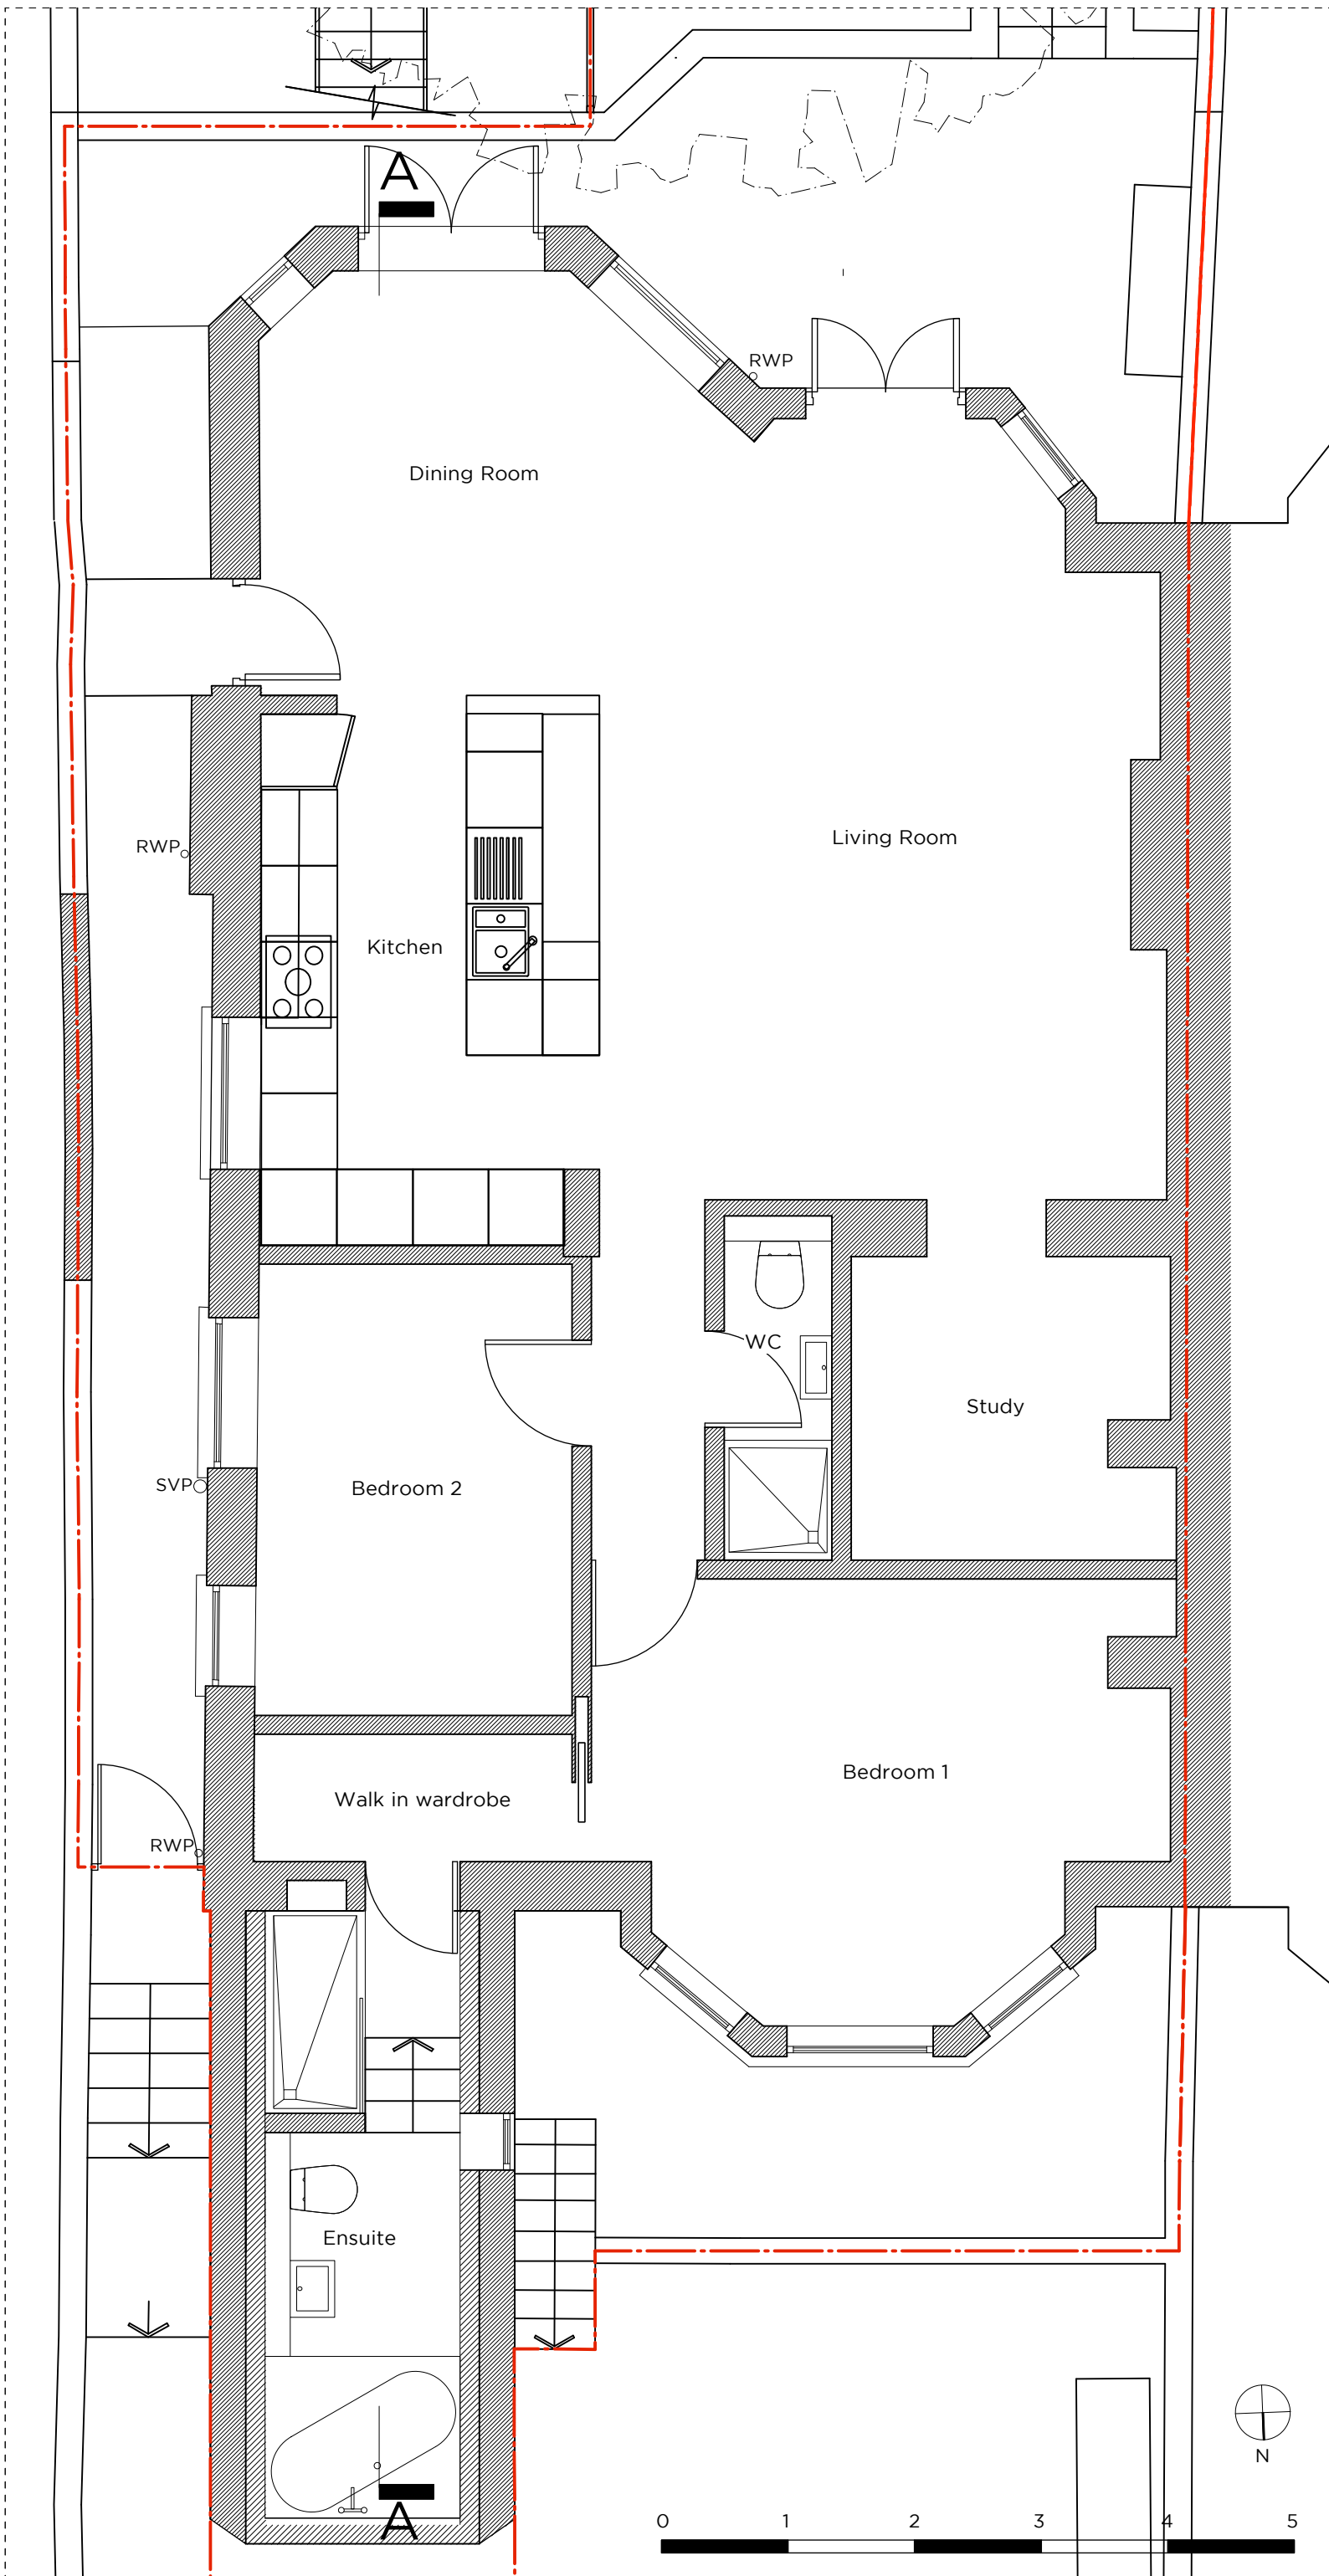 A
RWP
Dining Room
Living Room
RWP
Kitchen
WC
Study
SVP
Bedroom 2
Bedroom 1
Walk in wardrobe
RWP
Ensuite
N
A
0 1 2 3 4 5